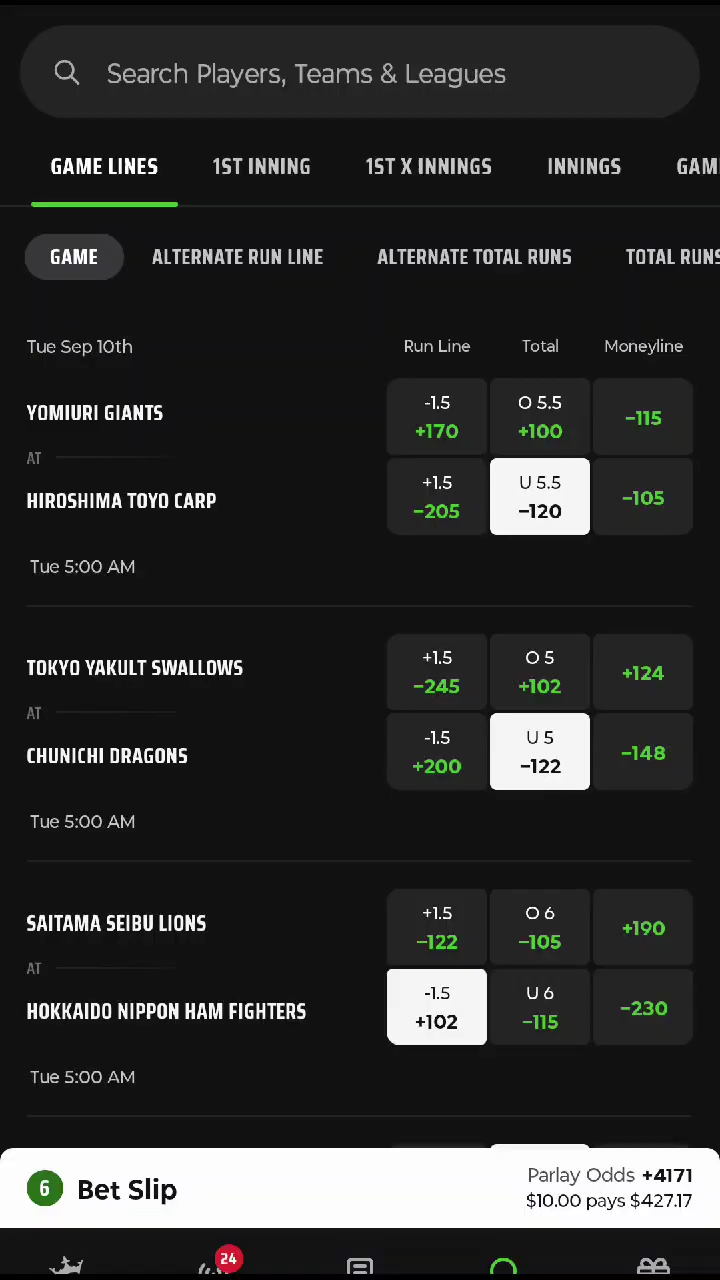 Search Players, Teams & Leagues
GAME LINES 1ST INNING 1ST X INNINGS INNINGS
GAME ALTERNATE RUN LINE ALTERNATE TOTAL RUNS TOTAL RUNS
Tue Sep 10th Run Line Total Moneyline
-1.5 O 5.5
YOMIURI GIANTS −115
+170 +100
AT
+1.5 U 5.5
HIROSHIMA TOYO CARP −105
−205 −120
Tue 5:00 AM
+1.5 O 5
TOKYO YAKULT SWALLOWS +124
−245 +102
AT
-1.5 U 5
CHUNICHI DRAGONS −148
+200 −122
Tue 5:00 AM
+1.5 O 6
SAITAMA SEIBU LIONS +190
−122 −105
AT
-1.5 U 6
HOKKAIDO NIPPON HAM FIGHTERS −230
+102 −115
Tue 5:00 AM
Parlay Odds +4171
6 Bet Slip
$10.00 pays $427.17
24